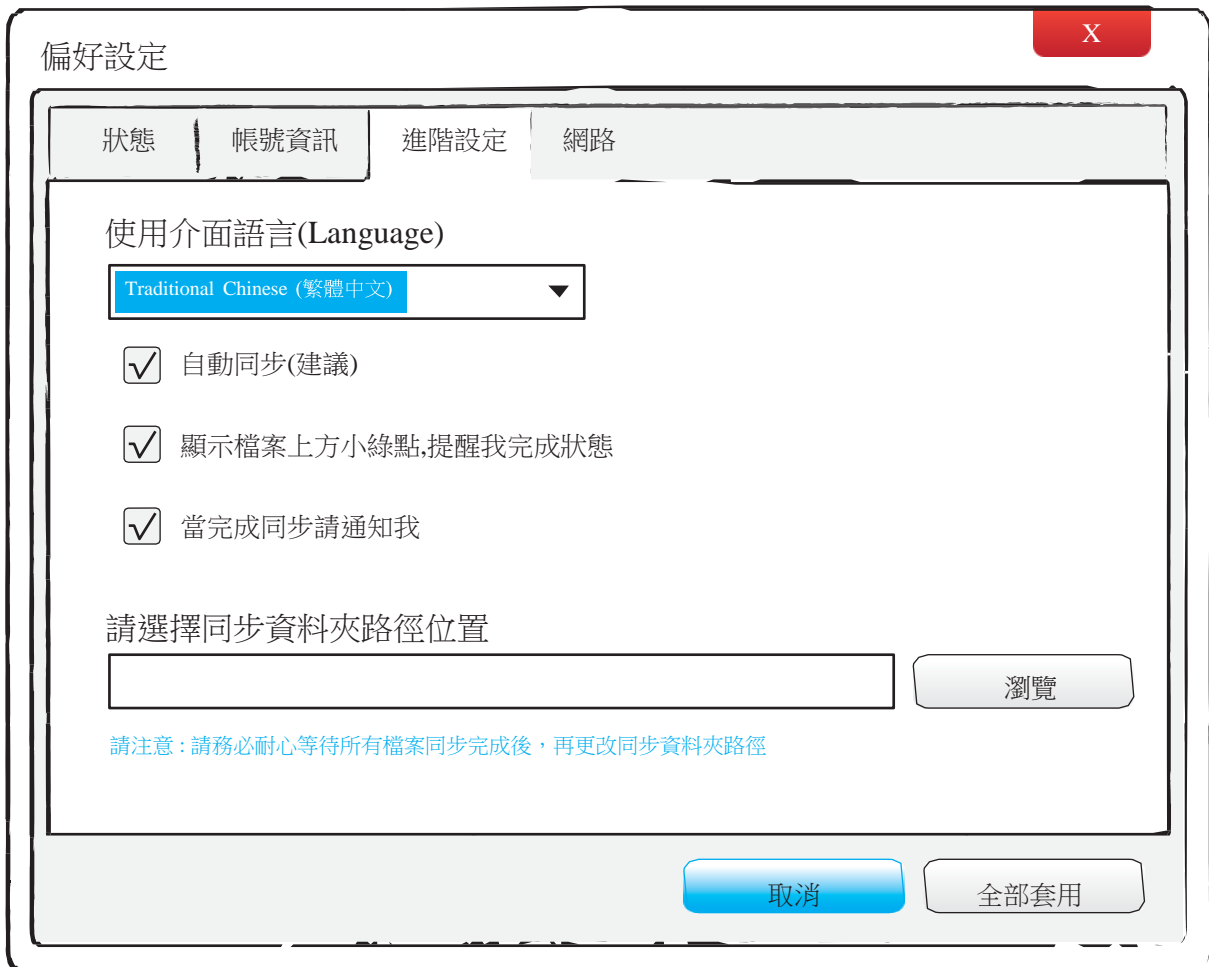 偏好設定
X
狀態
帳號資訊
進階設定
網路
使用介面語言(Language)
Traditional Chinese (繁體中文)
自動同步(建議)
顯示檔案上方小綠點,提醒我完成狀態
當完成同步請通知我
請選擇同步資料夾路徑位置
瀏覽
請注意 : 請務必耐心等待所有檔案同步完成後，再更改同步資料夾路徑
取消
全部套用